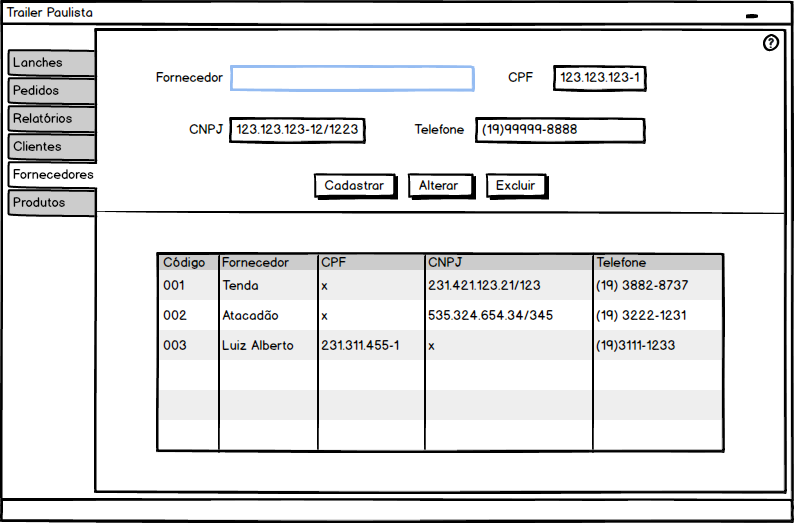 Trailer Paulista
?
Lanches
Pedidos
Relatórios
Clientes
Fornecedores
Produtos
Fornecedor CPF 123.123.123-1
CNPJ 123.123.123-12/1223 Telefone (19)99999-8888
Cadastrar Alterar Excluir
Código Fornecedor CPF CNPJ Telefone
001 Tenda x 231.421.123.21/123 (19) 3882-8737
002 Atacadão x 535.324.654.34/345 (19) 3222-1231
003 Luiz Alberto 231.311.455-1 x (19)3111-1233